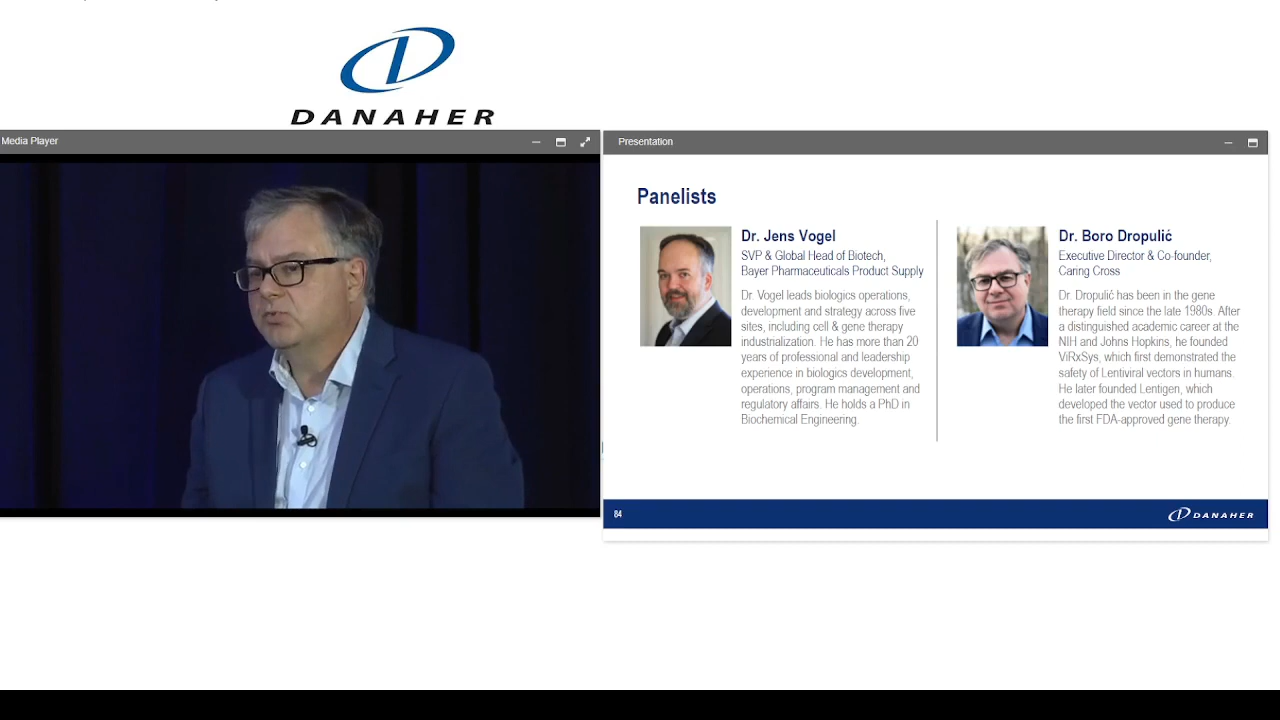 DANAHER
Media Player
Presentation
Panelists
Dr. Jens Vogel
SVP & Global Head of Biotech,
Bayer Pharmaceuticals Product Supply
Dr. Vogel leads biologics operations,
development and strategy across five
sites, including cell & gene therapy
industrialization. He has more than 20
years of professional and leadership
experience in biologics development,
operations, program management and
regulatory affairs. He holds a PhD in
Biochemical Engineering.
Dr. Boro Dropulić
Executive Director & Co-founder,
Caring Cross
Dr. Dropulić has been in the gene
therapy field since the late 1980s. After
a distinguished academic career at the
NIH and Johns Hopkins, he founded
ViRxSys, which first demonstrated the
safety of Lentiviral vectors in humans.
He later founded Lentigen, which
developed the vector used to produce
the first FDA-approved gene therapy.
84
DANAHER